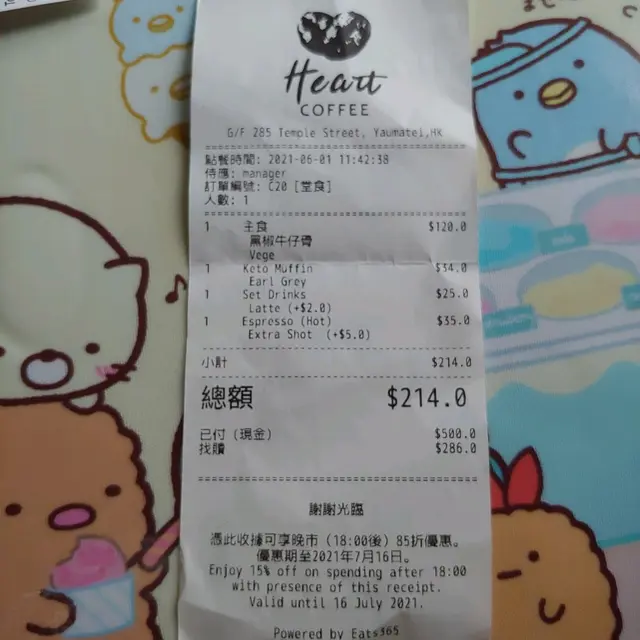 Heart
COFFEE
G/F 285 Temple Street, Yaumatei,HK
點餐時間: 2021-06-01 11:42:38
侍應: manager
訂單編號: C20 [堂食]
人數: 1
1 主食 $120.0
黑椒牛仔骨
Vege
1 Keto Muffin $34.0
Earl Grey
1 Set Drinks $25.0
Latte (+$2.0)
1 Espresso (Hot) $35.0
Extra Shot (+$5.0)
小計 $214.0
總額 $214.0
已付 (現金) $500.0
找贖 $286.0
謝謝光臨
憑此收據可享晚市 (18:00後) 85折優惠。
優惠期至2021年7月16日。
Enjoy 15% off on spending after 18:00
with presence of this receipt.
Valid until 16 July 2021.
Powered by Eats365